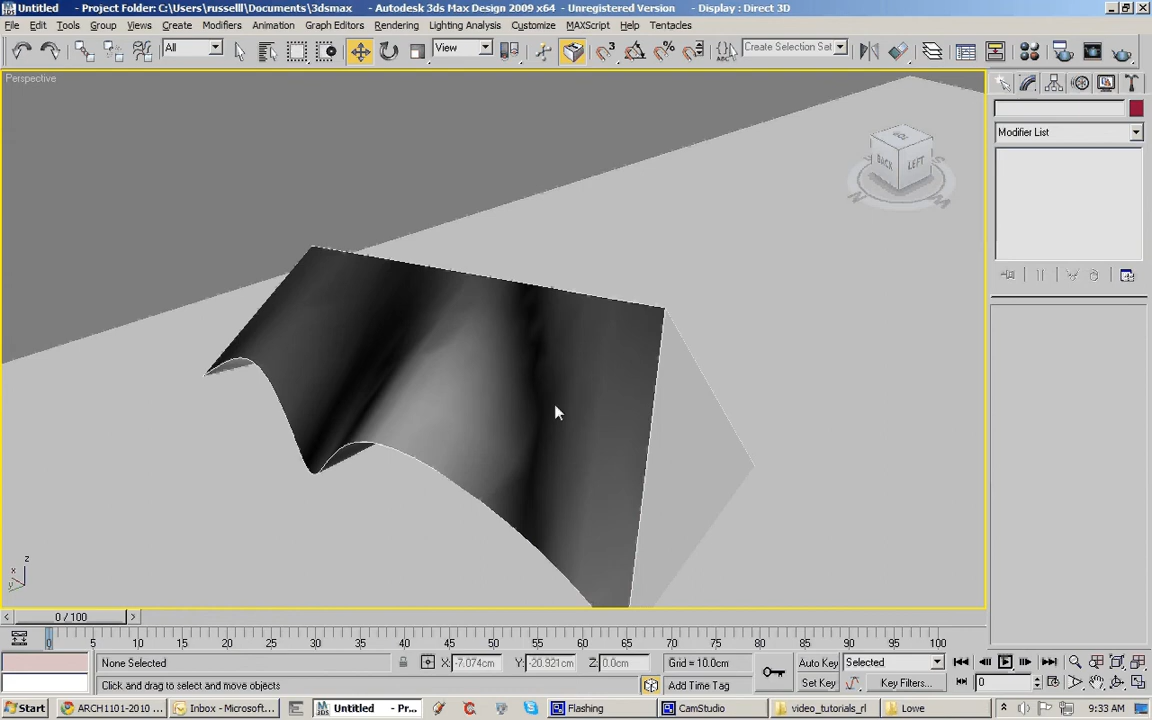 Untitled - Project Folder: C:\Users\russelll\Documents\3dsmax - Autodesk 3ds Max Design 2009 x64 - Unregistered Version - Display : Direct 3D
File Edit Tools Group Views Create Modifiers Animation Graph Editors Rendering Lighting Analysis Customize MAXScript Help Tentacles
All View Create Selection Set
Perspective
TOP
BACK LEFT
Modifier List
z
x
y
0 / 100
0 5 10 15 20 25 30 35 40 45 50 55 60 65 70 75 80 85 90 95 100
None Selected X: -7.074cm Y: -20.921cm Z: 0.0cm Grid = 10.0cm Auto Key Selected
Click and drag to select and move objects Add Time Tag Set Key Key Filters... 0
Start ARCH1101-2010 ... Inbox - Microsoft... Untitled - Pr... Flashing CamStudio video_tutorials_rl Lowe 9:33 AM